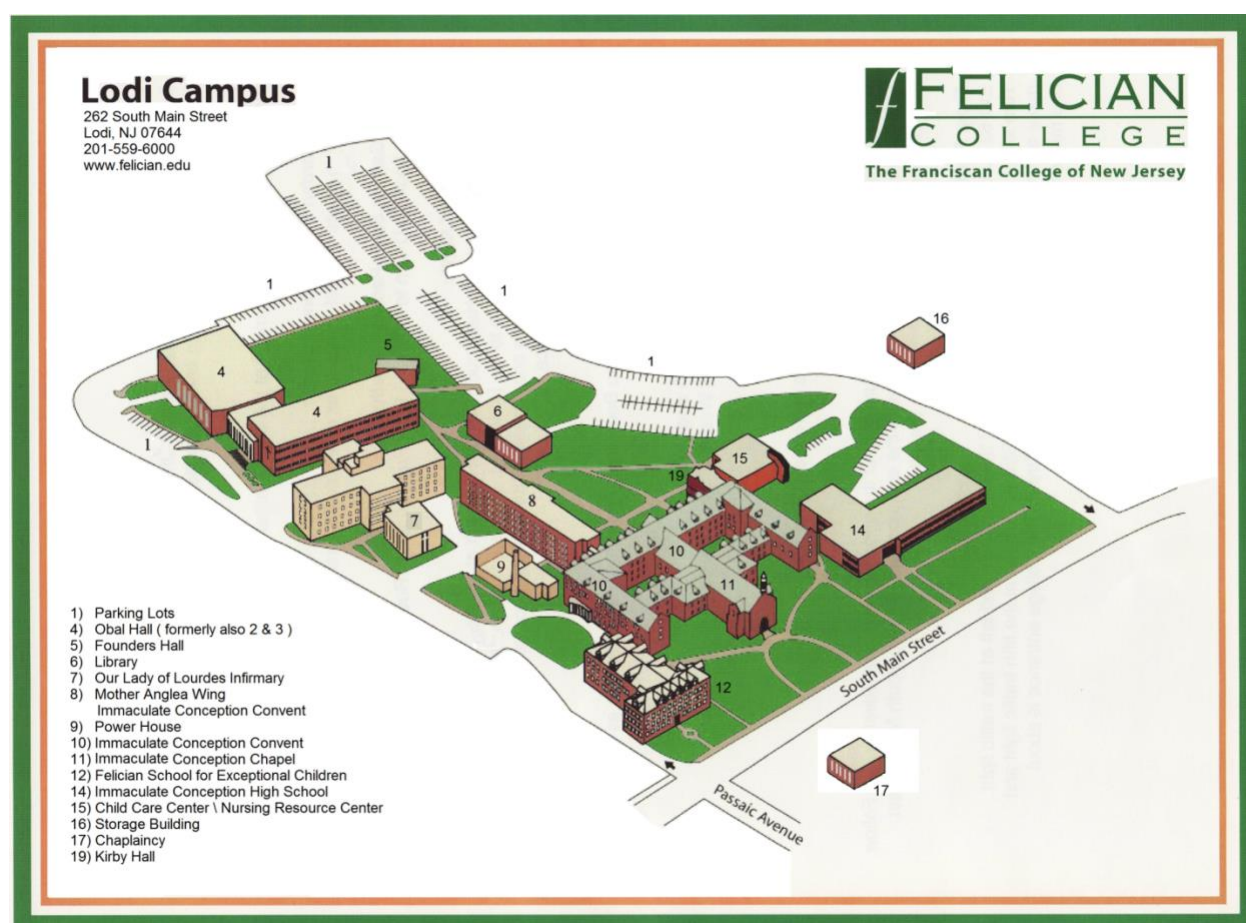 Lodi Campus
262 South Main Street
Lodi, NJ 07644
201-559-6000
www.felician.edu
f FELICIAN
COLLEGE
The Franciscan College of New Jersey
1
1
1
1
1
16
5
4
4
6
15
19
8
14
7
10
9
10
11
12
17
South Main Street
Passaic Avenue
1) Parking Lots
4) Obal Hall ( formerly also 2 & 3 )
5) Founders Hall
6) Library
7) Our Lady of Lourdes Infirmary
8) Mother Anglea Wing
Immaculate Conception Convent
9) Power House
10) Immaculate Conception Convent
11) Immaculate Conception Chapel
12) Felician School for Exceptional Children
14) Immaculate Conception High School
15) Child Care Center \ Nursing Resource Center
16) Storage Building
17) Chaplaincy
19) Kirby Hall